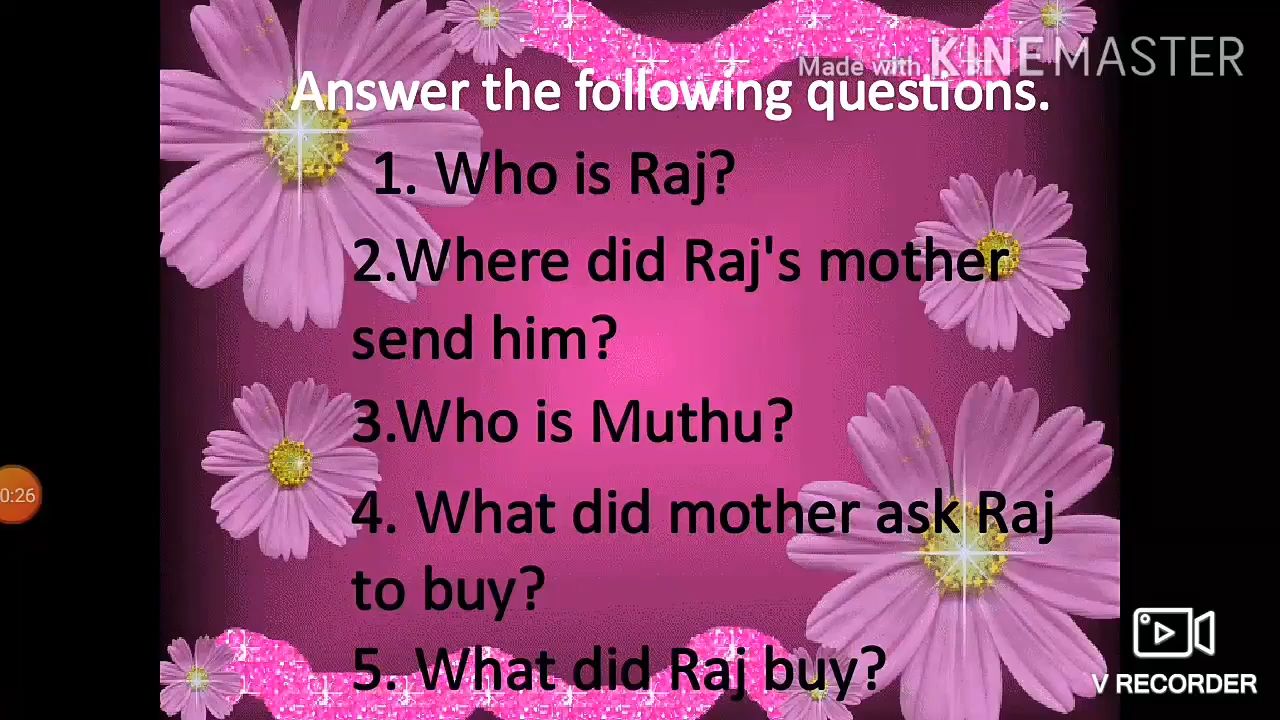 Made with KINEMASTER
Answer the following questions.
1. Who is Raj?
2.Where did Raj's mother
send him?
3.Who is Muthu?
0:26
4. What did mother ask Raj
to buy?
5. What did Raj buy?
V RECORDER